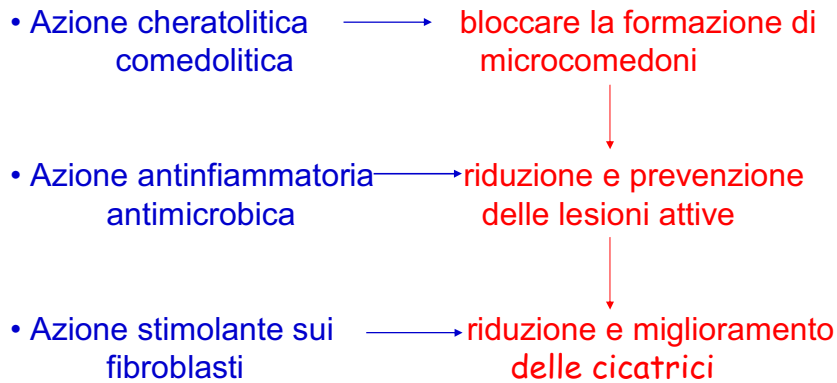 • Azione cheratolitica bloccare la formazione di
comedolitica microcomedoni
• Azione antinfiammatoria riduzione e prevenzione
antimicrobica delle lesioni attive
• Azione stimolante sui riduzione e miglioramento
fibroblasti delle cicatrici